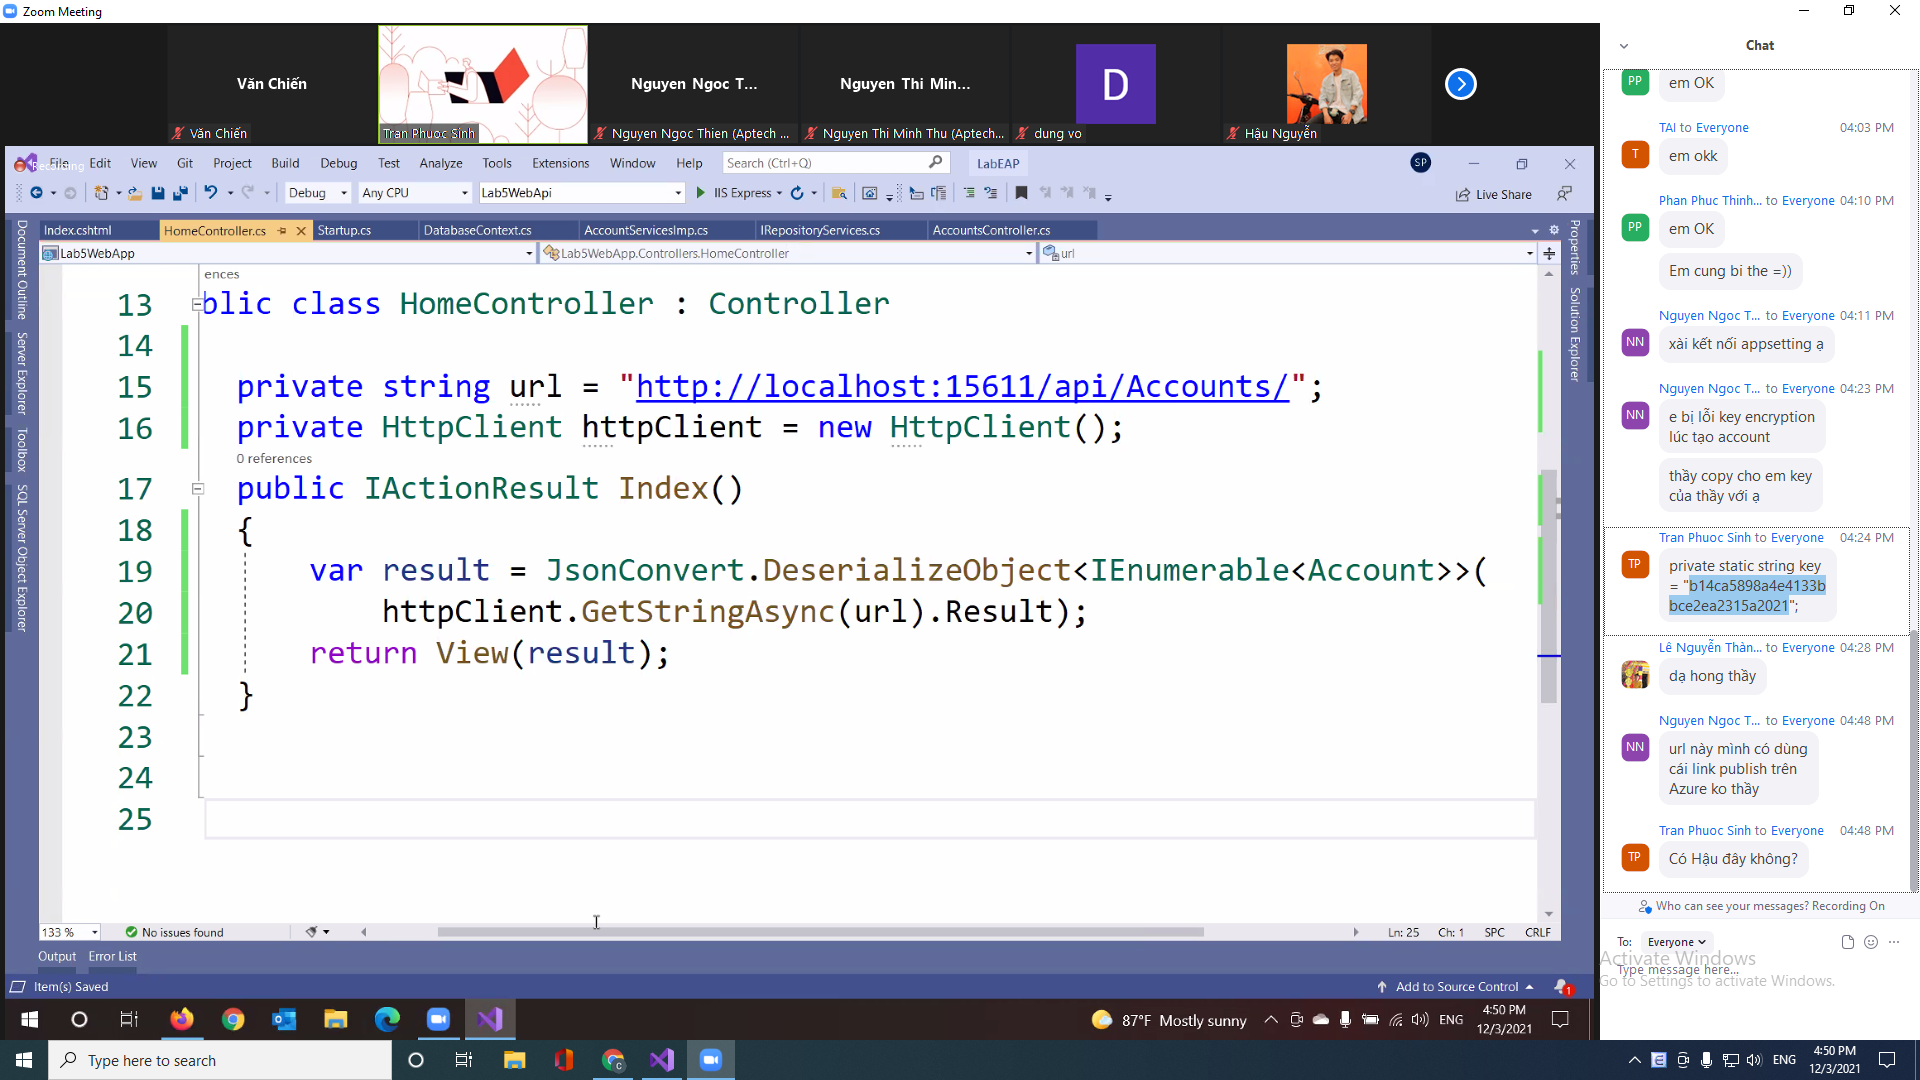 Zoom Meeting
Văn Chiến
Nguyen Ngoc T...
Nguyen Thi Min...
D
Văn Chiến
Tran Phuoc Sinh
Nguyen Ngoc Thien (Aptech ...
Nguyen Thi Minh Thu (Aptech...
dung vo
Hậu Nguyễn
Recording
File Edit View Git Project Build Debug Test Analyze Tools Extensions Window Help
Search (Ctrl+Q)
LabEAP
SP
Debug
Any CPU
Lab5WebApi
IIS Express
Live Share
Index.cshtml
HomeController.cs
Startup.cs
DatabaseContext.cs
AccountServicesImp.cs
IRepositoryServices.cs
AccountsController.cs
Lab5WebApp
Lab5WebApp.Controllers.HomeController
url
Document Outline
Server Explorer
Toolbox
SQL Server Object Explorer
Properties
Solution Explorer
ences
13 blic class HomeController : Controller
14
15 private string url = "http://localhost:15611/api/Accounts/";
16 private HttpClient httpClient = new HttpClient();
0 references
17 public IActionResult Index()
18 {
19 var result = JsonConvert.DeserializeObject<IEnumerable<Account>>(
20 httpClient.GetStringAsync(url).Result);
21 return View(result);
22 }
23
24
25
133 %
No issues found
Ln: 25 Ch: 1 SPC CRLF
Output Error List
Item(s) Saved
Add to Source Control
1
87°F Mostly sunny
ENG
4:50 PM
12/3/2021
Type here to search
ENG
4:50 PM
12/3/2021
Chat
PP
em OK
TAI to Everyone 04:03 PM
T
em okk
Phan Phuc Thinh... to Everyone 04:10 PM
PP
em OK
Em cung bi the =))
Nguyen Ngoc T... to Everyone 04:11 PM
NN
xài kết nối appsetting ạ
Nguyen Ngoc T... to Everyone 04:23 PM
NN
e bị lỗi key encryption
lúc tạo account
thầy copy cho em key
của thầy với ạ
Tran Phuoc Sinh to Everyone 04:24 PM
TP
private static string key
= "b14ca5898a4e4133b
bce2ea2315a2021";
Lê Nguyễn Thàn... to Everyone 04:28 PM
dạ hong thầy
Nguyen Ngoc T... to Everyone 04:48 PM
NN
url này mình có dùng
cái link publish trên
Azure ko thầy
Tran Phuoc Sinh to Everyone 04:48 PM
TP
Có Hậu đây không?
Who can see your messages? Recording On
To: Everyone
Type message here...
Activate Windows
Go to Settings to activate Windows.